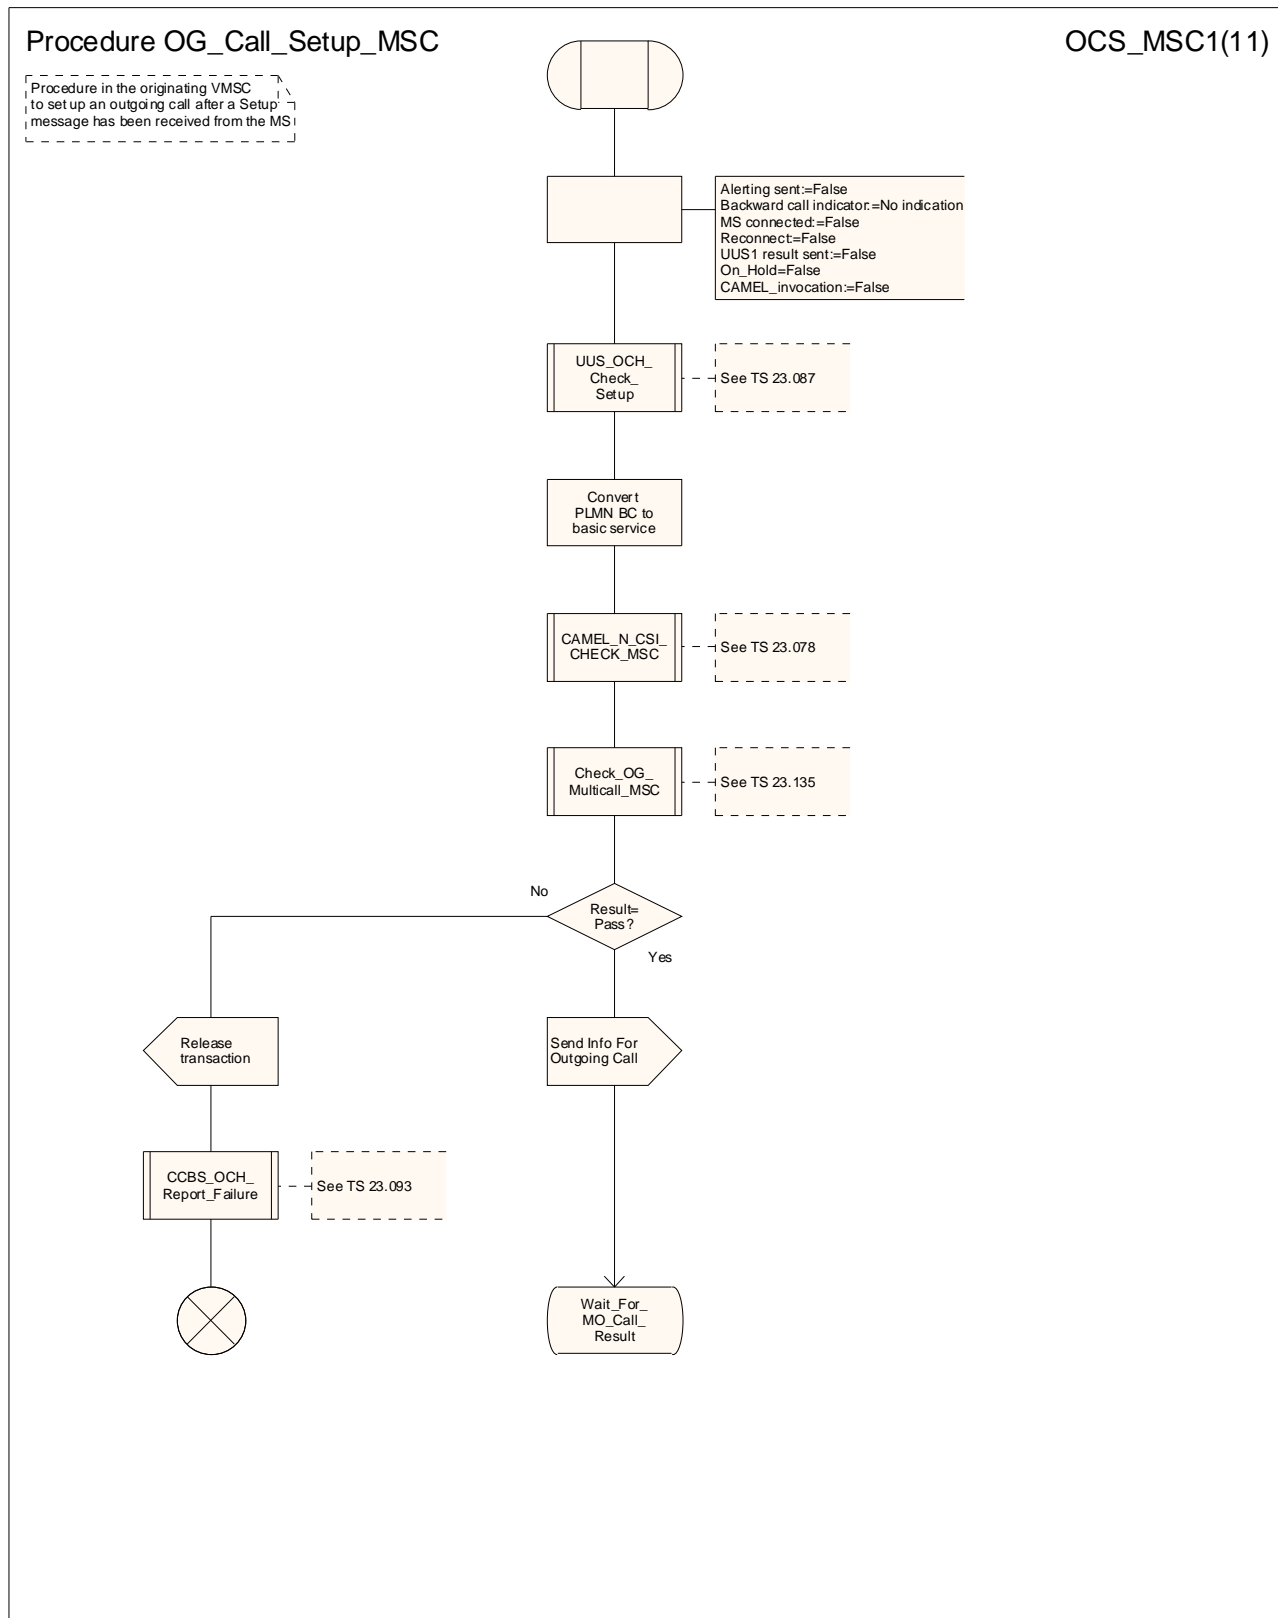 Procedure OG_Call_Setup_MSC
OCS_MSC1(11)
Procedure in the originating VMSC
to set up an outgoing call after a Setup
message has been received from the MS
Alerting sent:=False
Backward call indicator:=No indication
MS connected:=False
Reconnect:=False
UUS1 result sent:=False
On_Hold=False
CAMEL_invocation:=False
UUS_OCH_
Check_
Setup
See TS 23.087
Convert
PLMN BC to
basic service
CAMEL_N_CSI_
CHECK_MSC
See TS 23.078
Check_OG_
Multicall_MSC
See TS 23.135
No
Result=
Pass?
Yes
Release
transaction
Send Info For
Outgoing Call
CCBS_OCH_
Report_Failure
See TS 23.093
Wait_For_
MO_Call_
Result